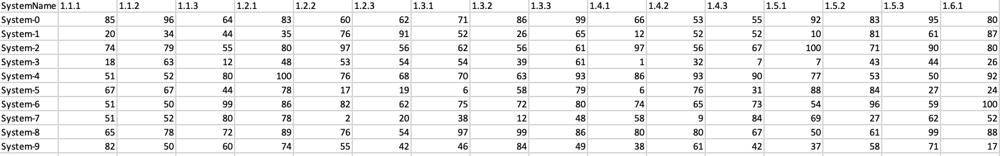 SystemName 1.1.1 1.1.2 1.1.3 1.2.1 1.2.2 1.2.3 1.3.1 1.3.2 1.3.3 1.4.1 1.4.2 1.4.3 1.5.1 1.5.2 1.5.3 1.6.1
System-0 85 96 64 83 60 62 71 86 99 66 53 55 92 83 95 80
System-1 20 34 44 35 76 91 52 26 65 12 52 52 10 81 61 87
System-2 74 79 55 80 97 56 62 56 61 97 56 67 100 71 90 80
System-3 18 63 12 48 53 54 54 39 61 1 32 7 7 43 44 26
System-4 51 52 80 100 76 68 70 63 93 86 93 90 77 53 50 92
System-5 67 67 44 78 17 19 6 58 79 6 76 31 88 84 27 24
System-6 51 50 99 86 82 62 75 72 80 74 65 73 54 96 59 100
System-7 51 52 80 78 2 20 38 12 48 58 9 84 69 27 62 52
System-8 65 78 72 89 76 54 97 99 86 80 80 67 50 61 99 88
System-9 82 50 60 74 55 42 46 84 49 38 61 42 37 58 71 17